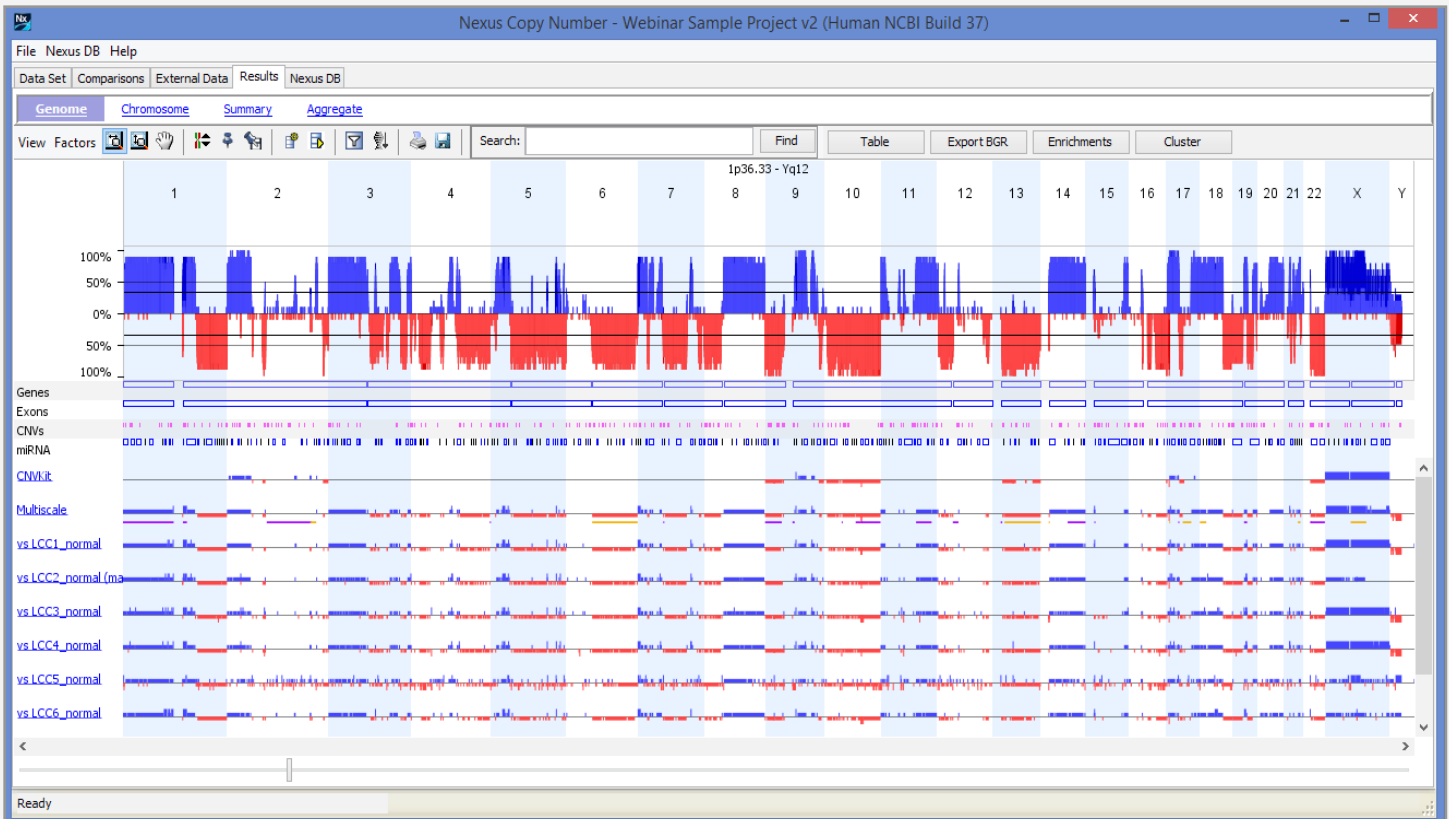 Nx
Nexus Copy Number - Webinar Sample Project v2 (Human NCBI Build 37)
File Nexus DB Help
Data Set Comparisons External Data Results Nexus DB
Genome Chromosome Summary Aggregate
View Factors Search: Find Table Export BGR Enrichments Cluster
1p36.33 - Yq12
1 2 3 4 5 6 7 8 9 10 11 12 13 14 15 16 17 18 19 20 21 22 X Y
100%
50%
0%
50%
100%
Genes
Exons
CNVs
miRNA
CNVKit
Multiscale
vs LCC1_normal
vs LCC2_normal (ma
vs LCC3_normal
vs LCC4_normal
vs LCC5_normal
vs LCC6_normal
Ready